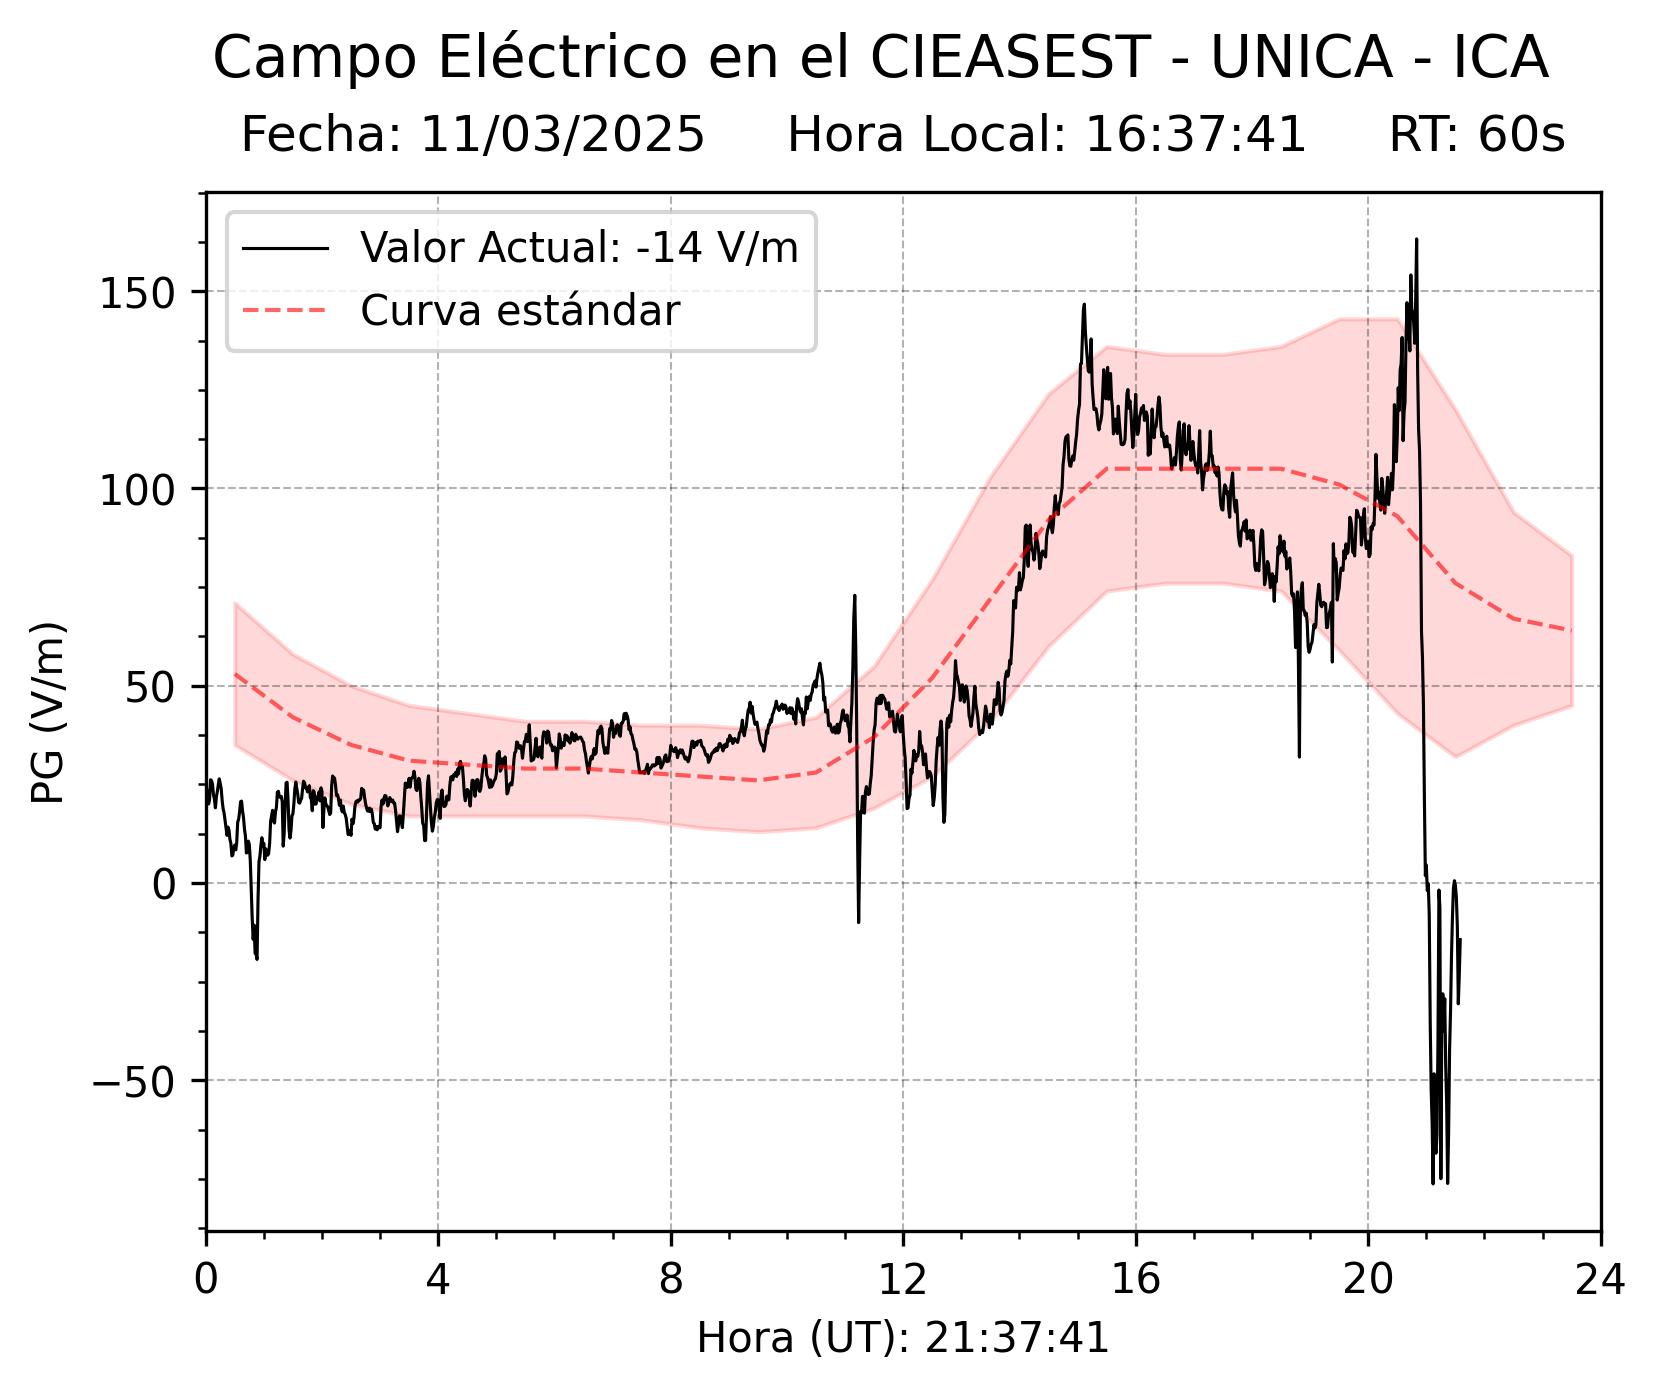 Campo Eléctrico en el CIEASEST - UNICA - ICA
Fecha: 11/03/2025 Hora Local: 16:37:41 RT: 60s
Valor Actual: -14 V/m
Curva estándar
150
100
50
0
−50
PG (V/m)
0 4 8 12 16 20 24
Hora (UT): 21:37:41